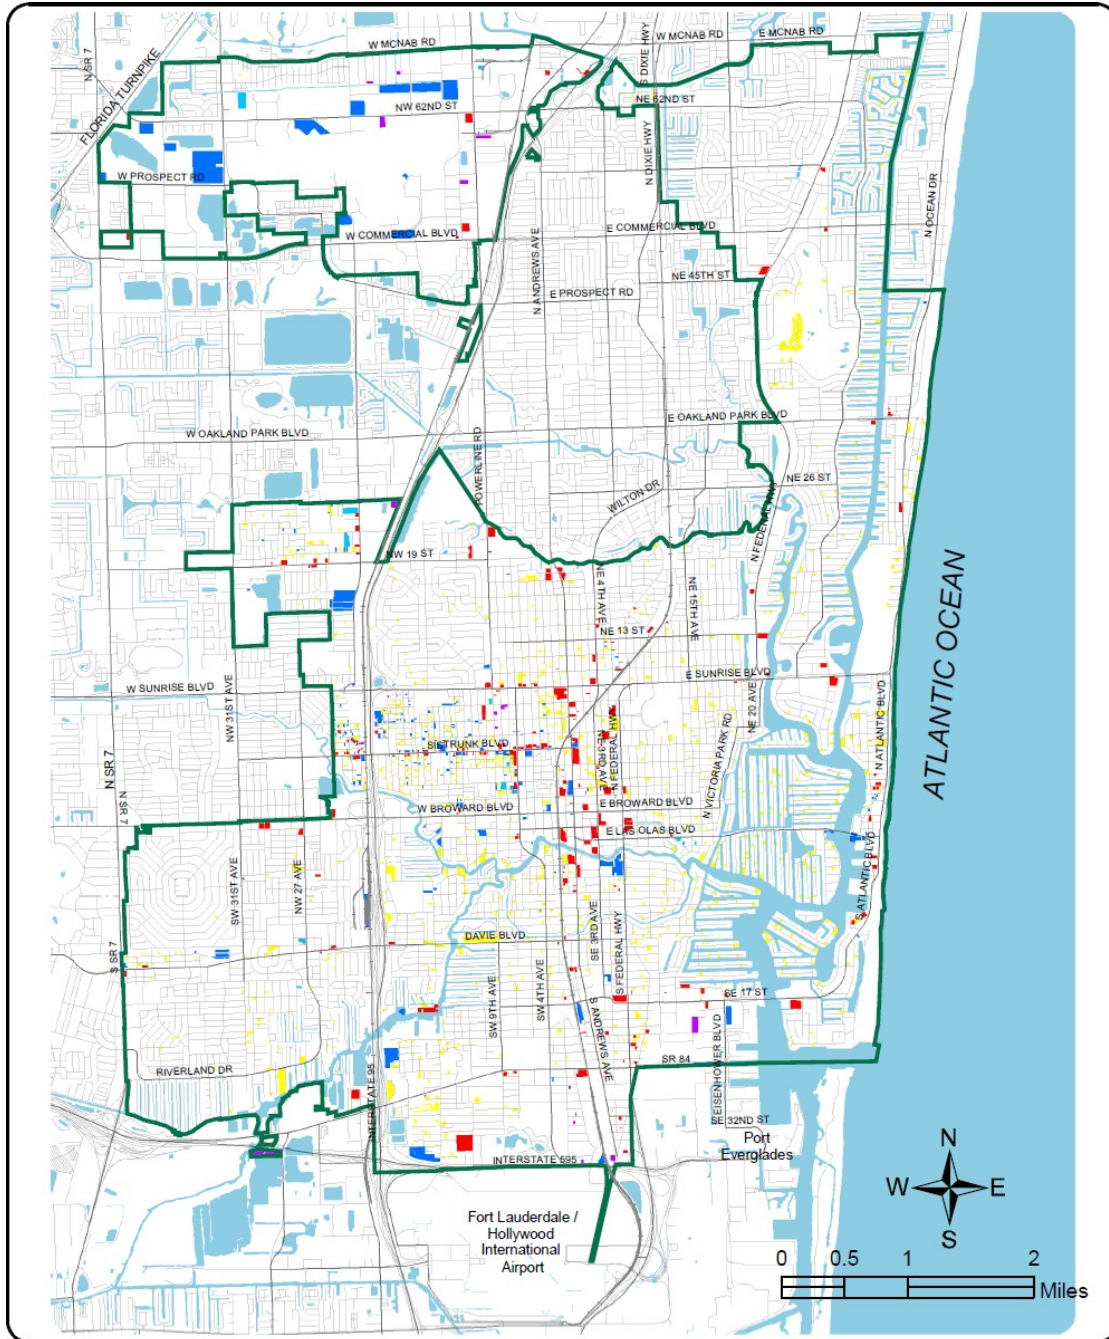 W MCNAB RD
E MCNAB RD
N SR 7
FLORIDA TURNPIKE
S DIXIE HWY
NW 62ND ST
NE 62ND ST
N DIXIE HWY
W PROSPECT RD
N OCEAN DR
W COMMERCIAL BLVD
E COMMERCIAL BLVD
N ANDREWS AVE
NE 45TH ST
E PROSPECT RD
W OAKLAND PARK BLVD
E OAKLAND PARK BLVD
POWERLINE RD
WILTON DR
NE 26 ST
N FEDERAL HWY
NW 19 ST
NE 4TH AVE
NE 15TH AVE
NE 13 ST
ATLANTIC OCEAN
W SUNRISE BLVD
E SUNRISE BLVD
NW 31ST AVE
NE 20 AVE
N ATLANTIC BLVD
N VICTORIA PARK RD
SISTRUNK BLVD
NE 3RD AVE
N FEDERAL HWY
N SR 7
N SR 7
W BROWARD BLVD
E BROWARD BLVD
E LAS OLAS BLVD
SW 31ST AVE
NW 27 AVE
S ATLANTIC BLVD
DAVIE BLVD
S SR 7
SE 3RD AVE
S FEDERAL HWY
SW 9TH AVE
SW 4TH AVE
SE 17 ST
S ANDREWS AVE
EISENHOWER BLVD
SR 84
RIVERLAND DR
INTERSTATE 95
SE 32ND ST
Port
Everglades
INTERSTATE 595
N
W
E
S
Fort Lauderdale /
Hollywood
International
Airport
0 0.5 1 2
Miles